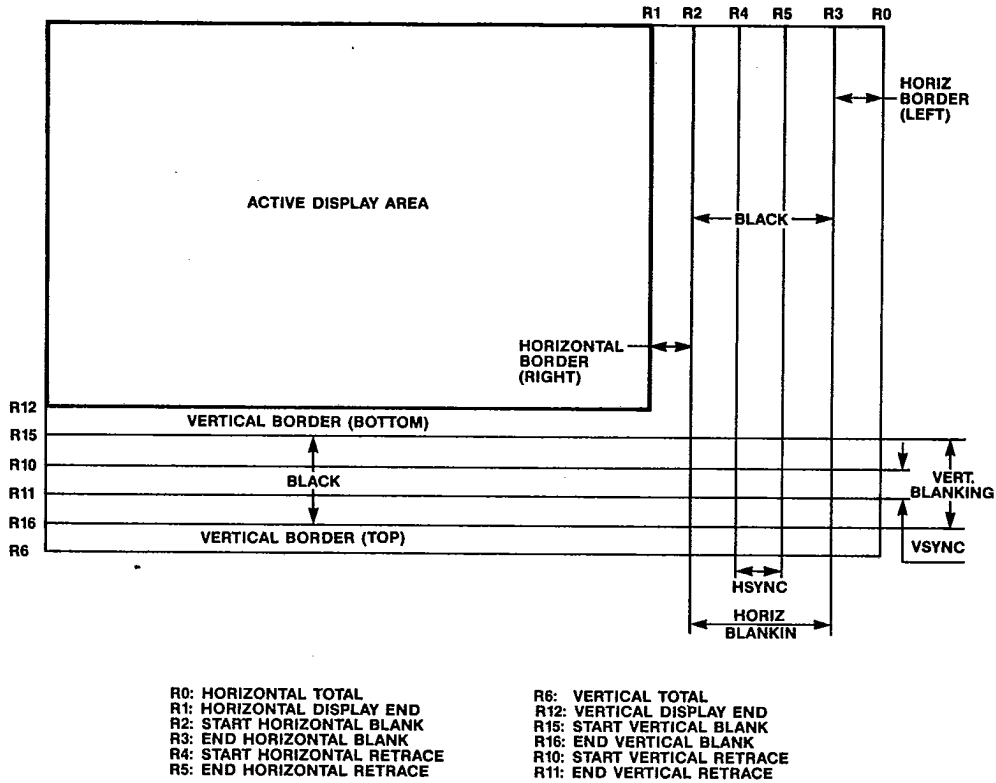 R1 R2 R4 R5 R3 R0
HORIZ
BORDER
(LEFT)
ACTIVE DISPLAY AREA
BLACK
HORIZONTAL
BORDER
(RIGHT)
R12
VERTICAL BORDER (BOTTOM)
R15
R10
BLACK
VERT.
BLANKING
R11
R16
VERTICAL BORDER (TOP)
R6
VSYNC
HSYNC
HORIZ
BLANKIN
R0: HORIZONTAL TOTAL
R1: HORIZONTAL DISPLAY END
R2: START HORIZONTAL BLANK
R3: END HORIZONTAL BLANK
R4: START HORIZONTAL RETRACE
R5: END HORIZONTAL RETRACE
R6: VERTICAL TOTAL
R12: VERTICAL DISPLAY END
R15: START VERTICAL BLANK
R16: END VERTICAL BLANK
R10: START VERTICAL RETRACE
R11: END VERTICAL RETRACE